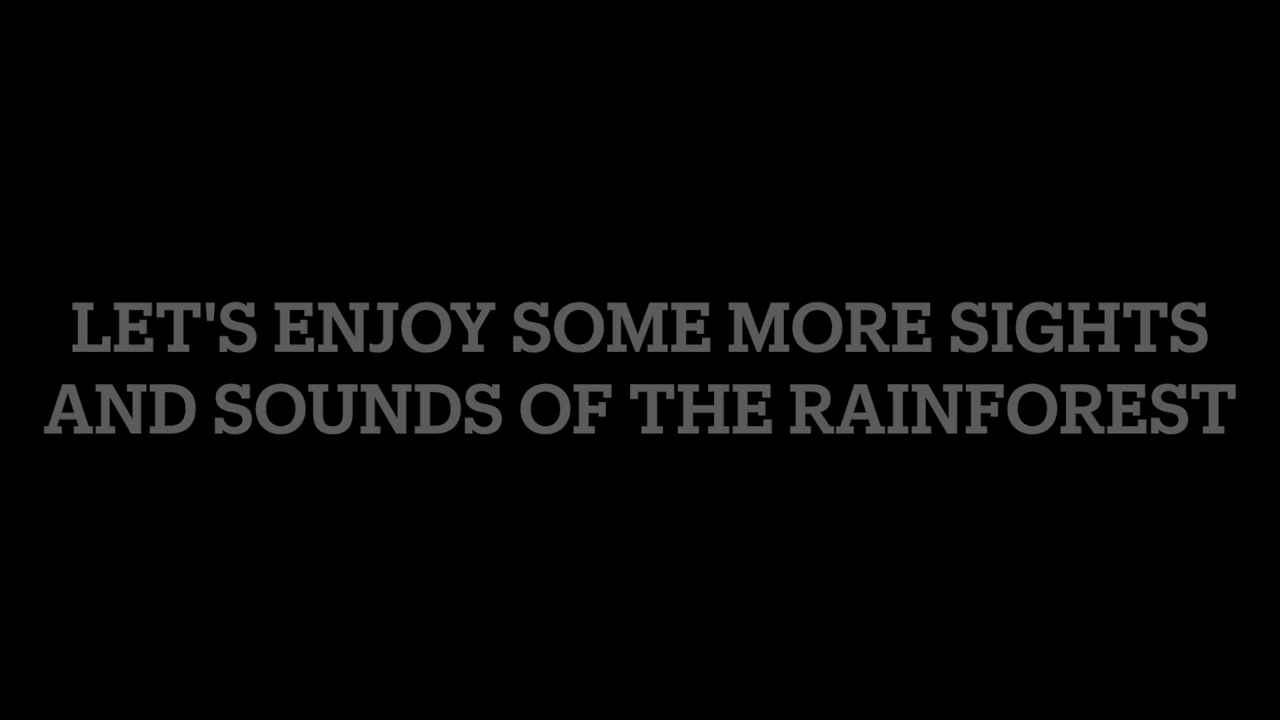 LET'S ENJOY SOME MORE SIGHTS
AND SOUNDS OF THE RAINFOREST